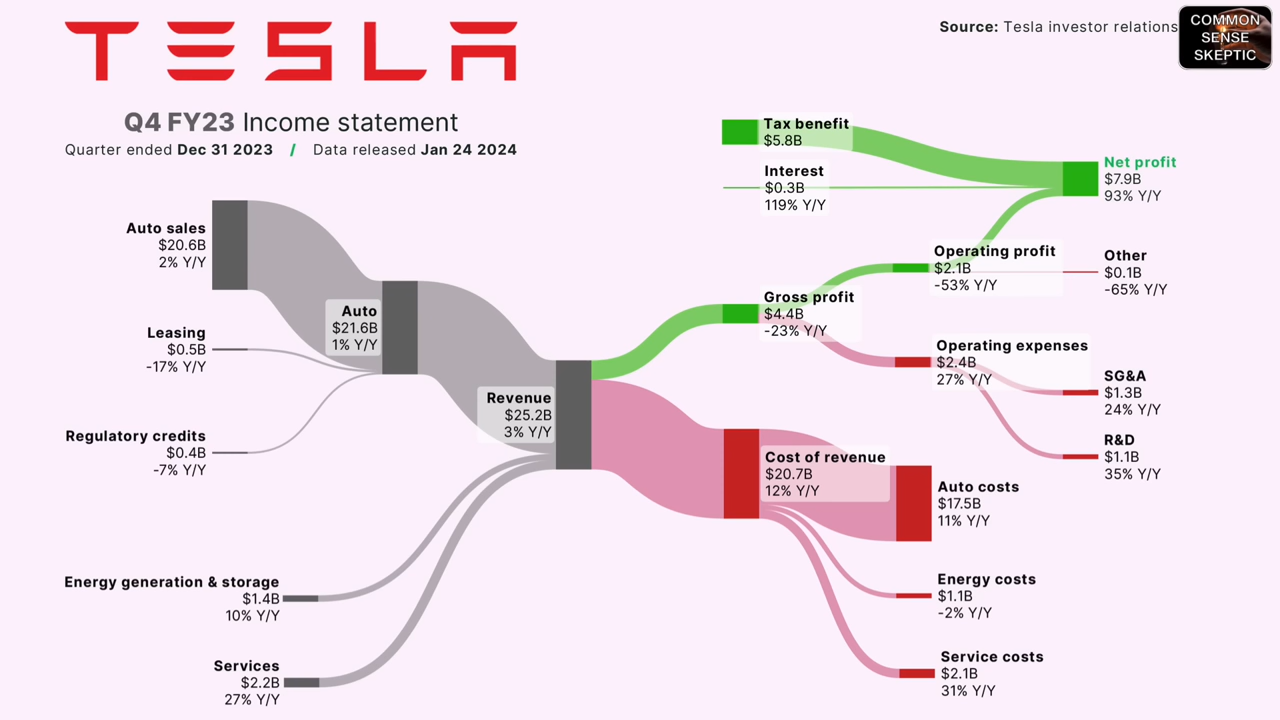 TESLA
Source: Tesla investor relations
COMMON
SENSE
SKEPTIC
Q4 FY23 Income statement
Quarter ended Dec 31 2023 / Data released Jan 24 2024
Auto sales
$20.6B
2% Y/Y
Leasing
$0.5B
-17% Y/Y
Regulatory credits
$0.4B
-7% Y/Y
Auto
$21.6B
1% Y/Y
Energy generation & storage
$1.4B
10% Y/Y
Services
$2.2B
27% Y/Y
Revenue
$25.2B
3% Y/Y
Tax benefit
$5.8B
Interest
$0.3B
119% Y/Y
Gross profit
$4.4B
-23% Y/Y
Cost of revenue
$20.7B
12% Y/Y
Operating profit
$2.1B
-53% Y/Y
Operating expenses
$2.4B
27% Y/Y
Auto costs
$17.5B
11% Y/Y
Energy costs
$1.1B
-2% Y/Y
Service costs
$2.1B
31% Y/Y
Net profit
$7.9B
93% Y/Y
Other
$0.1B
-65% Y/Y
SG&A
$1.3B
24% Y/Y
R&D
$1.1B
35% Y/Y